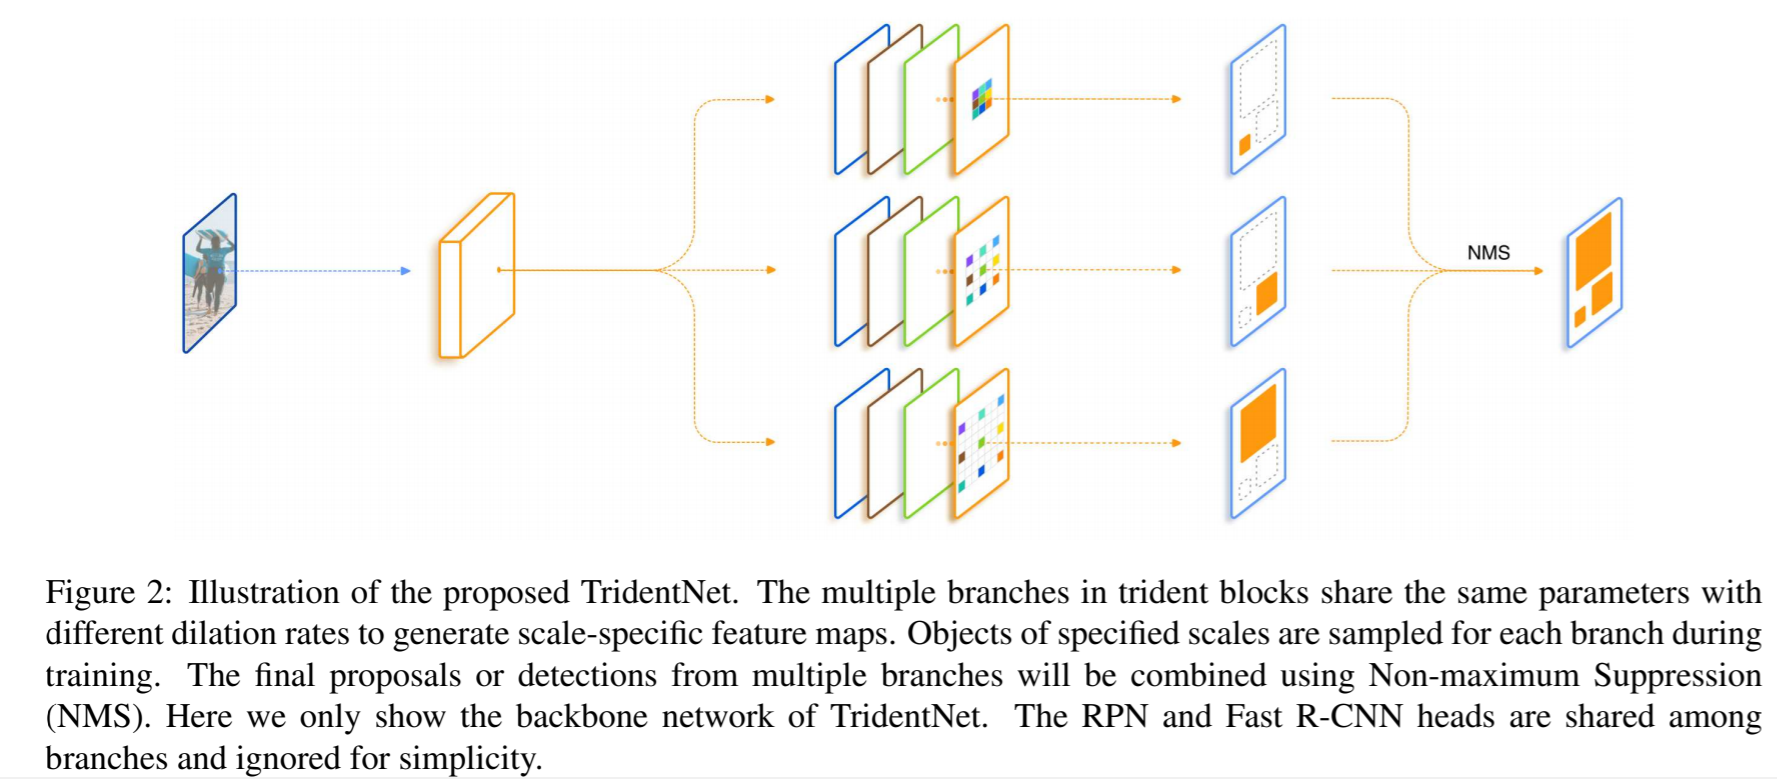 NMS
Figure 2: Illustration of the proposed TridentNet. The multiple branches in trident blocks share the same parameters with
different dilation rates to generate scale-specific feature maps. Objects of specified scales are sampled for each branch during
training. The final proposals or detections from multiple branches will be combined using Non-maximum Suppression
(NMS). Here we only show the backbone network of TridentNet. The RPN and Fast R-CNN heads are shared among
branches and ignored for simplicity.